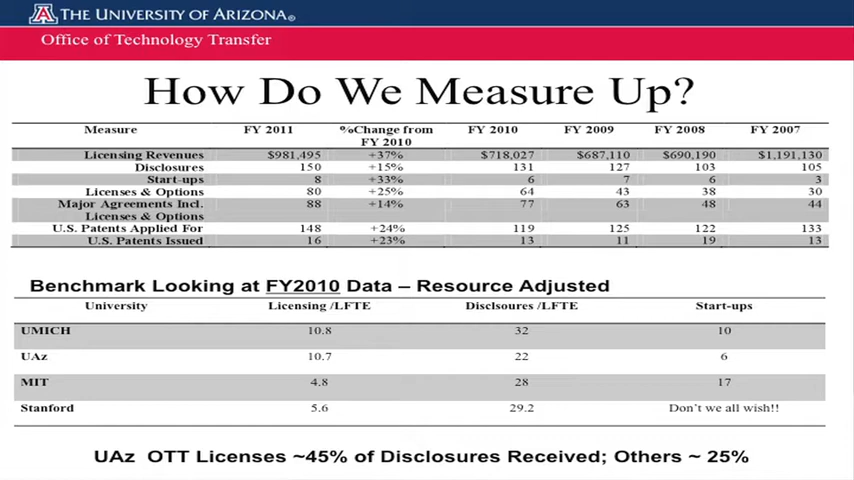 THE UNIVERSITY OF ARIZONA®
Office of Technology Transfer
How Do We Measure Up?
Measure FY 2011 %Change from FY 2010 FY 2010 FY 2009 FY 2008 FY 2007
Licensing Revenues $981,495 +37% $718,027 $687,110 $690,190 $1,191,130
Disclosures 150 +15% 131 127 103 105
Start-ups 8 +33% 6 7 6 3
Licenses & Options 80 +25% 64 43 38 30
Major Agreements Incl. 88 +14% 77 63 48 44
Licenses & Options
U.S. Patents Applied For 148 +24% 119 125 122 133
U.S. Patents Issued 16 +23% 13 11 19 13
Benchmark Looking at FY2010 Data – Resource Adjusted
University Licensing /LFTE Disclsoures /LFTE Start-ups
UMICH 10.8 32 10
UAz 10.7 22 6
MIT 4.8 28 17
Stanford 5.6 29.2 Don't we all wish!!
UAz OTT Licenses ~45% of Disclosures Received; Others ~ 25%